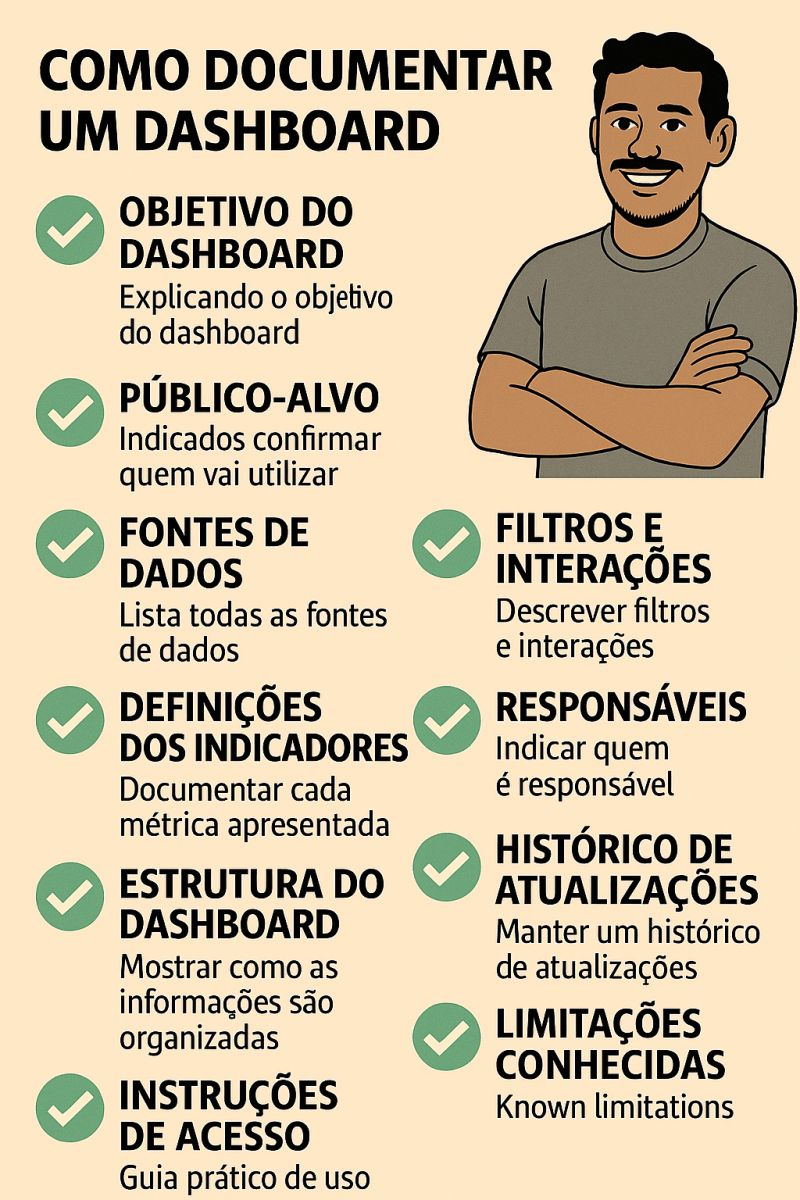 COMO DOCUMENTAR
UM DASHBOARD
OBJETIVO DO
DASHBOARD
Explicando o objetivo
do dashboard
PÚBLICO-ALVO
Indicados confirmar
quem vai utilizar
FONTES DE
DADOS
Lista todas as fontes
de dados
DEFINIÇÕES
DOS INDICADORES
Documentar cada
métrica apresentada
ESTRUTURA DO
DASHBOARD
Mostrar como as
informações são
organizadas
INSTRUÇÕES
DE ACESSO
Guia prático de uso
FILTROS E
INTERAÇÕES
Descrever filtros
e interações
RESPONSÁVEIS
Indicar quem
é responsável
HISTÓRICO DE
ATUALIZAÇÕES
Manter um histórico
de atualizações
LIMITAÇÕES
CONHECIDAS
Known limitations